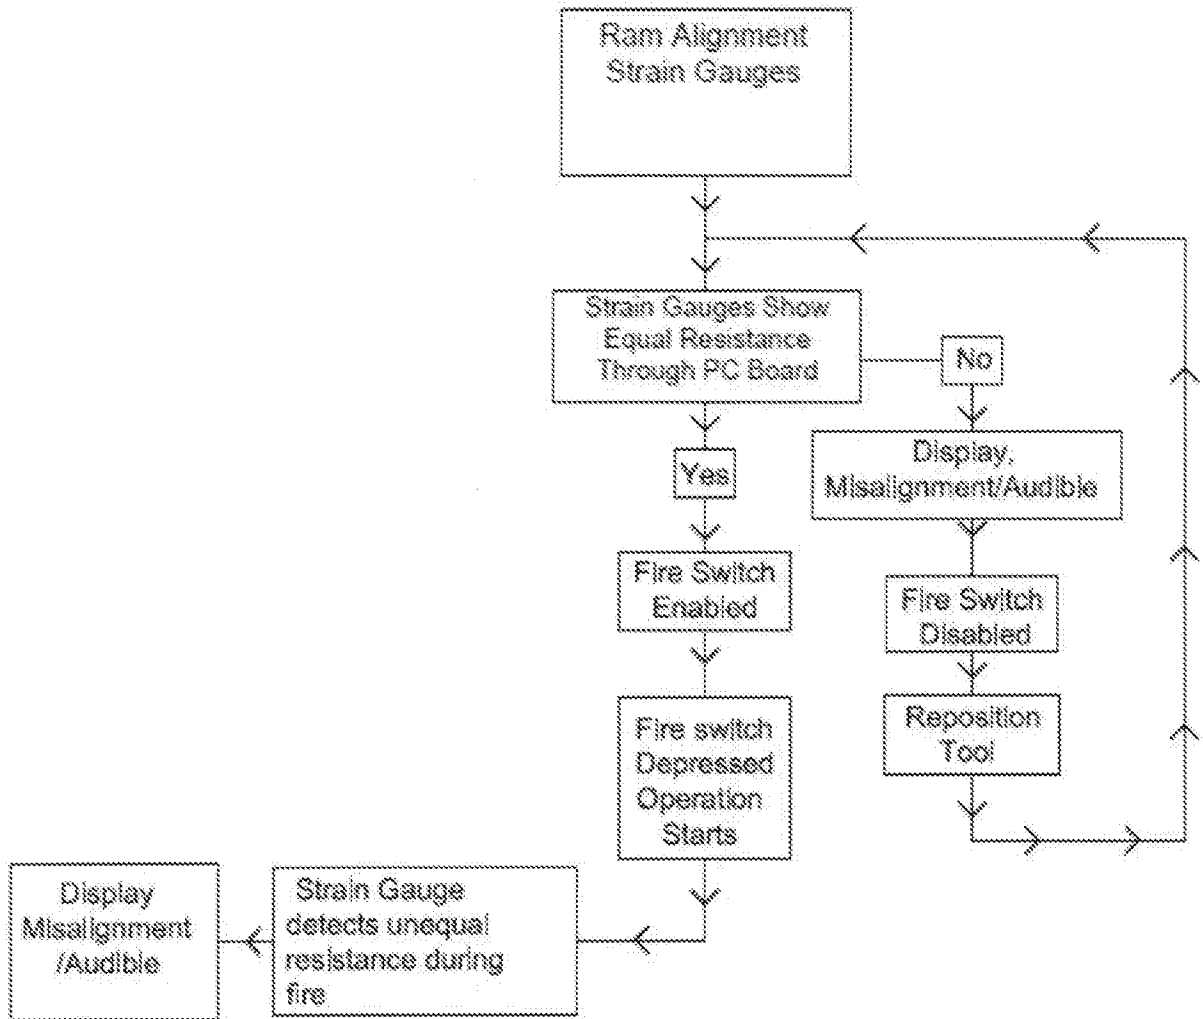 Ram Alignment
Strain Gauges
Strain Gauges Show
Equal Resistance
Through PC Board
No
Yes
Display,
Misalignment/Audible
Fire Switch
Enabled
Fire Switch
Disabled
Reposition
Tool
Fire switch
Depressed
Operation
Starts
Strain Gauge
detects unequal
resistance during
fire
Display
Misalignment
/Audible